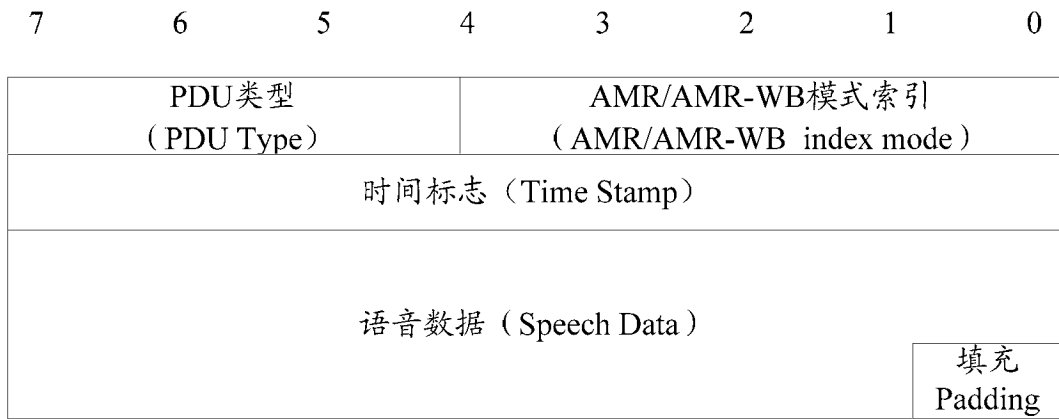 7 6 5 4 3 2 1 0
PDU类型 AMR/AMR-WB模式索引
（PDU Type） （AMR/AMR-WB index mode）
时间标志（Time Stamp）
语音数据（Speech Data）
填充
Padding